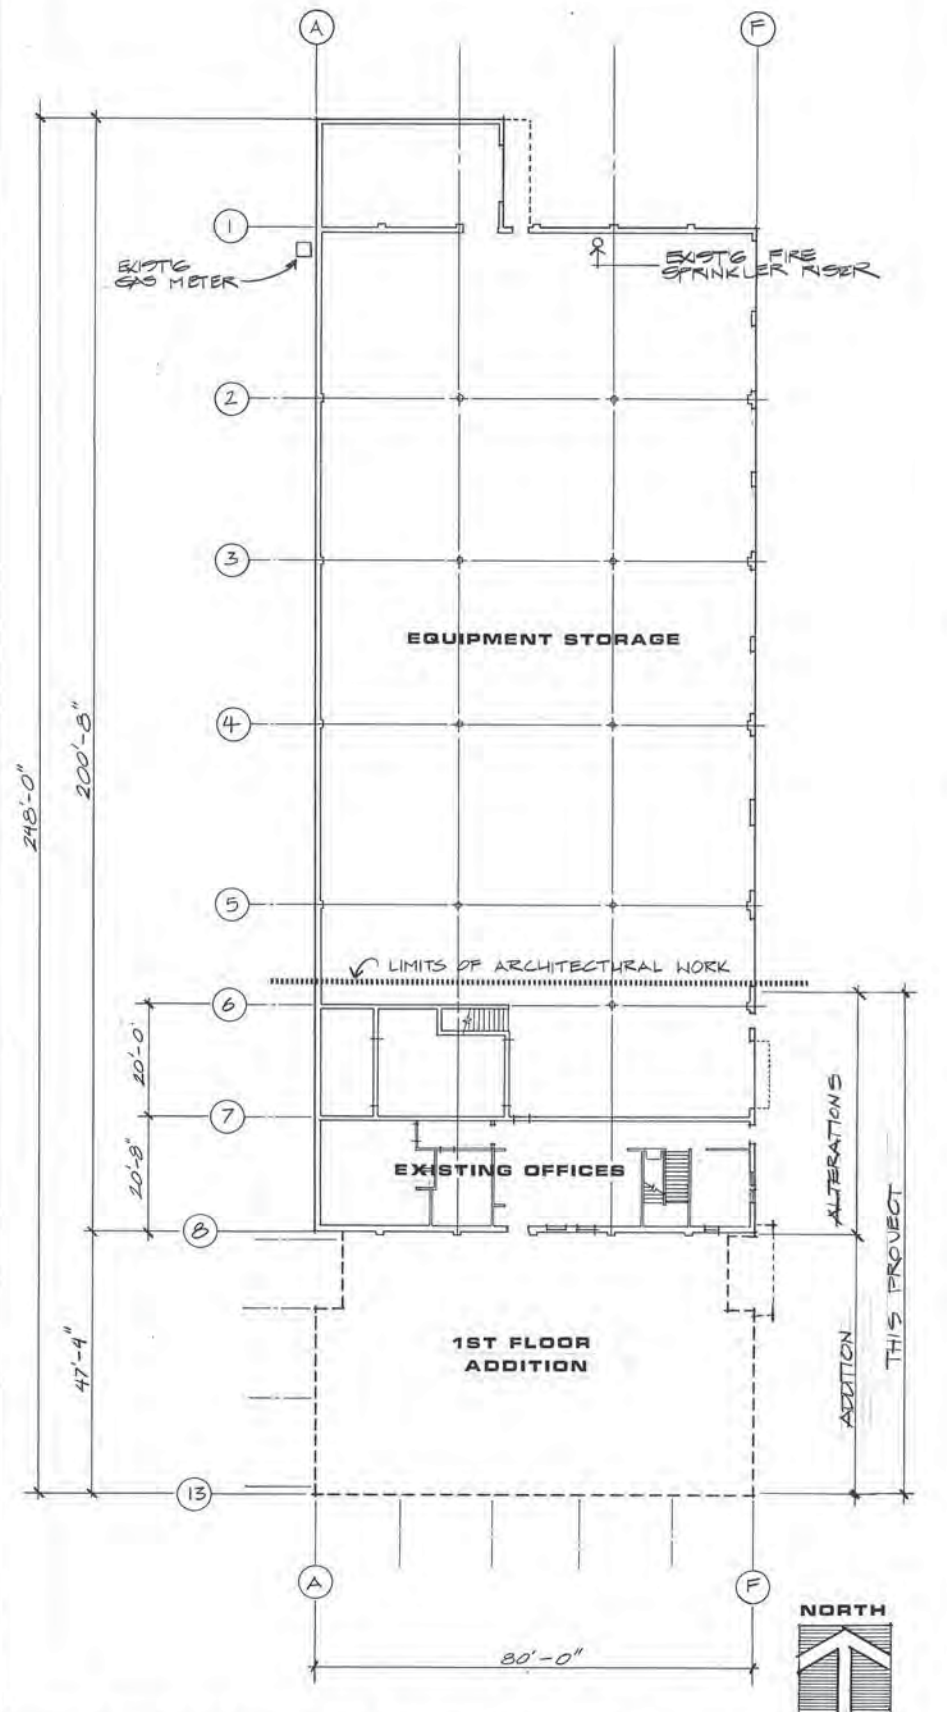 A
F
1
EXIST'G
GAS METER
EXIST'G FIRE
SPRINKLER RISER
2
3
EQUIPMENT STORAGE
4
200'-8"
248'-0"
5
LIMITS OF ARCHITECTURAL WORK
6
20'-0"
7
ALTERATIONS
20'-8"
EXISTING OFFICES
8
THIS PROJECT
47'-4"
1ST FLOOR
ADDITION
ADDITION
13
A
F
NORTH
80'-0"